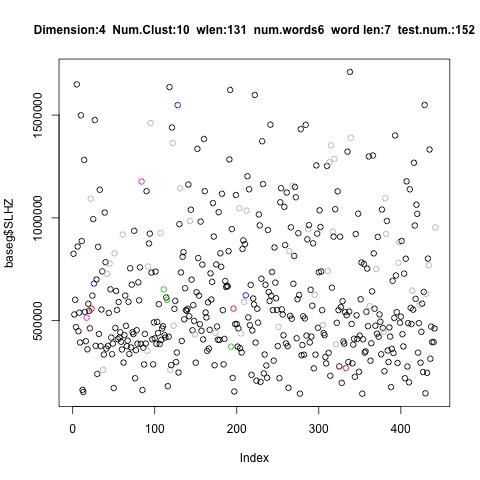 Dimension:4 Num.Clust:10 wlen:131 num.words6 word len:7 test.num.:152
baseg$SLHZ
1500000
1000000
500000
0 100 200 300 400
Index